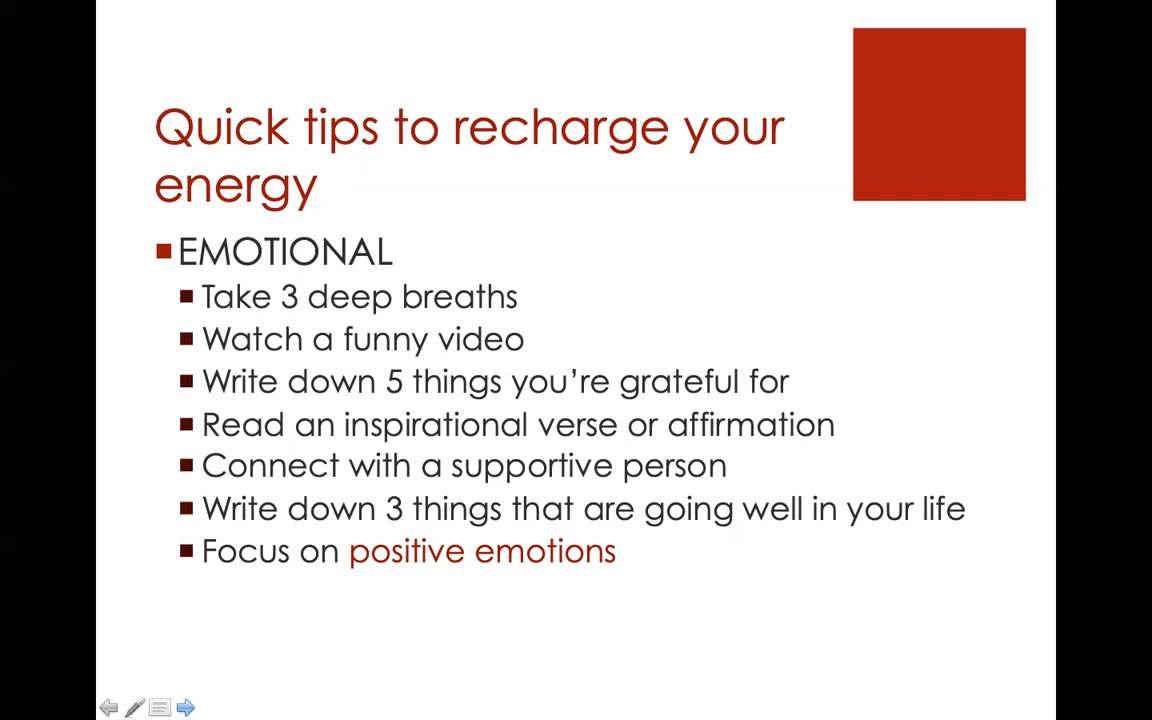 Quick tips to recharge your
energy
EMOTIONAL
Take 3 deep breaths
Watch a funny video
Write down 5 things you’re grateful for
Read an inspirational verse or affirmation
Connect with a supportive person
Write down 3 things that are going well in your life
Focus on positive emotions